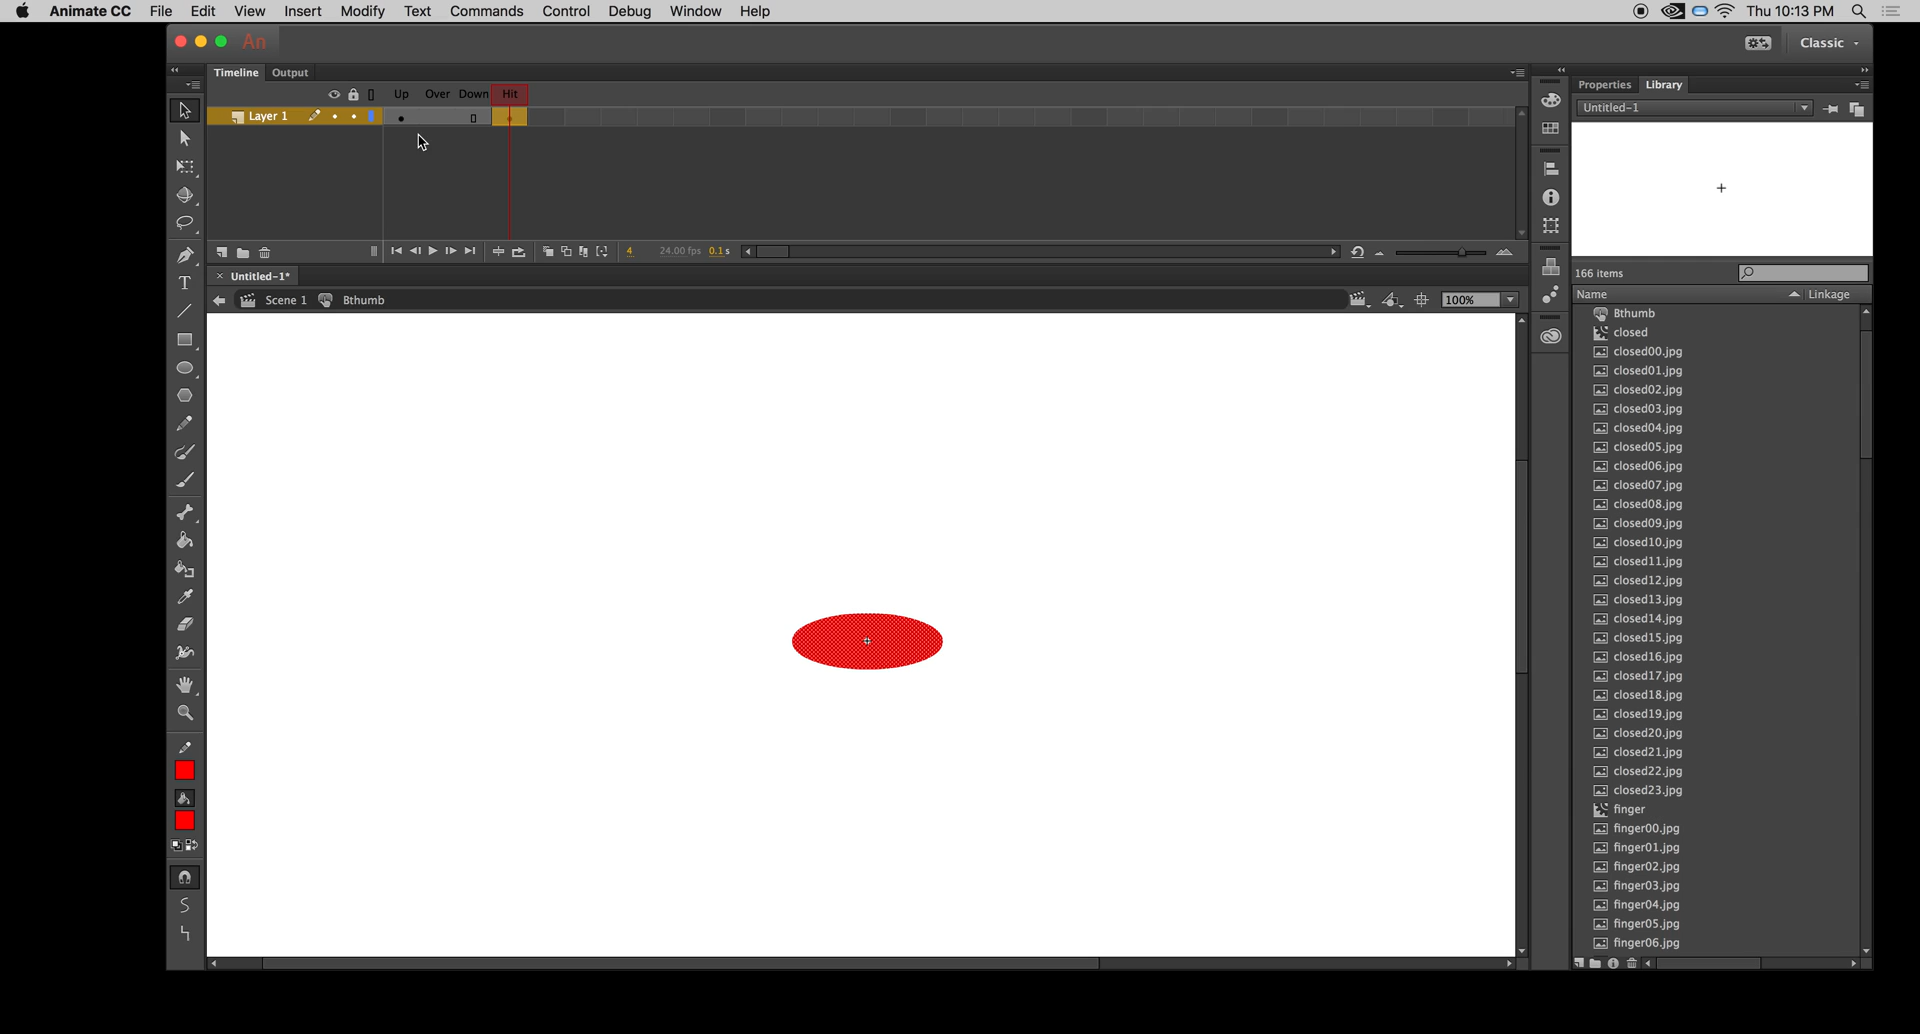 Animate CC File Edit View Insert Modify Text Commands Control Debug Window Help Thu 10:13 PM
An Classic
Timeline Output
Properties Library
Up Over Down Hit
Untitled-1
Layer 1
4 24.00 fps 0.1 s
166 items
Untitled-1*
Name Linkage
Scene 1 Bthumb 100%
Bthumb
closed
closed00.jpg
closed01.jpg
closed02.jpg
closed03.jpg
closed04.jpg
closed05.jpg
closed06.jpg
closed07.jpg
closed08.jpg
closed09.jpg
closed10.jpg
closed11.jpg
closed12.jpg
closed13.jpg
closed14.jpg
closed15.jpg
closed16.jpg
closed17.jpg
closed18.jpg
closed19.jpg
closed20.jpg
closed21.jpg
closed22.jpg
closed23.jpg
finger
finger00.jpg
finger01.jpg
finger02.jpg
finger03.jpg
finger04.jpg
finger05.jpg
finger06.jpg